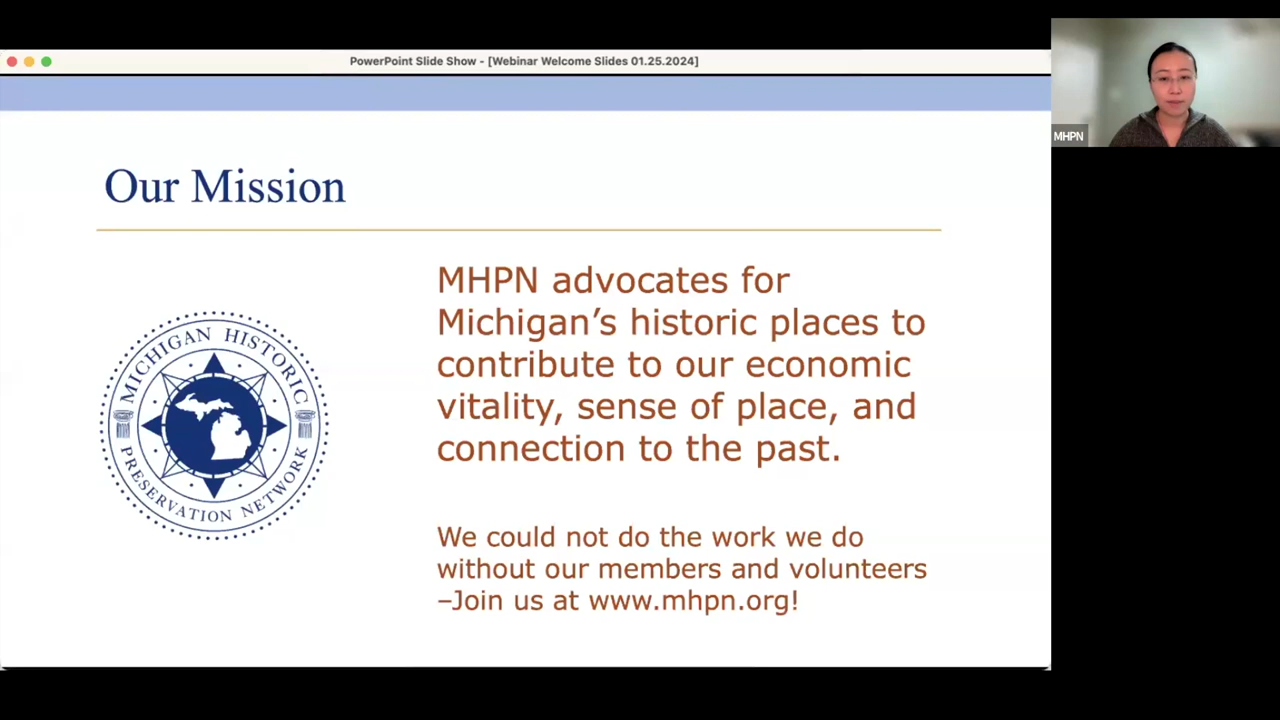 PowerPoint Slide Show - [Webinar Welcome Slides 01.25.2024]
MHPN
Our Mission
MHPN advocates for
Michigan’s historic places to
contribute to our economic
vitality, sense of place, and
connection to the past.
MICHIGAN HISTORIC
PRESERVATION NETWORK
We could not do the work we do
without our members and volunteers
–Join us at www.mhpn.org!